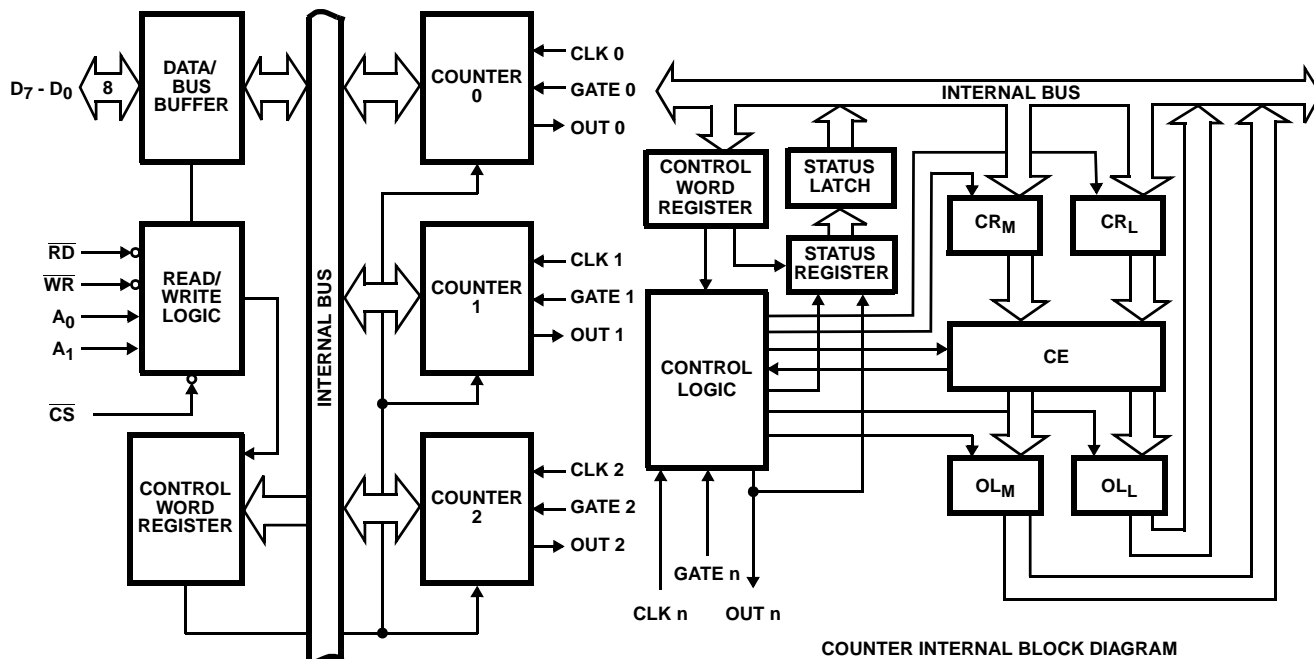 D7 - D0
8
DATA/
BUS
BUFFER
INTERNAL BUS
COUNTER
0
CLK 0
GATE 0
OUT 0
RD
WR
A0
A1
CS
READ/
WRITE
LOGIC
COUNTER
1
CLK 1
GATE 1
OUT 1
CONTROL
WORD
REGISTER
COUNTER
2
CLK 2
GATE 2
OUT 2
INTERNAL BUS
CONTROL
WORD
REGISTER
STATUS
LATCH
STATUS
REGISTER
CRM
CRL
CONTROL
LOGIC
CE
OLM
OLL
GATE n
CLK n
OUT n
COUNTER INTERNAL BLOCK DIAGRAM